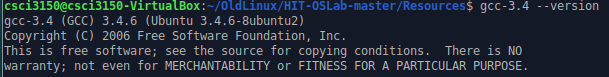 csci3150@csci3150-VirtualBox:~/OldLinux/HIT-OSLab-master/Resources$ gcc-3.4 --version
gcc-3.4 (GCC) 3.4.6 (Ubuntu 3.4.6-8ubuntu2)
Copyright (C) 2006 Free Software Foundation, Inc.
This is free software; see the source for copying conditions.  There is NO
warranty; not even for MERCHANTABILITY or FITNESS FOR A PARTICULAR PURPOSE.